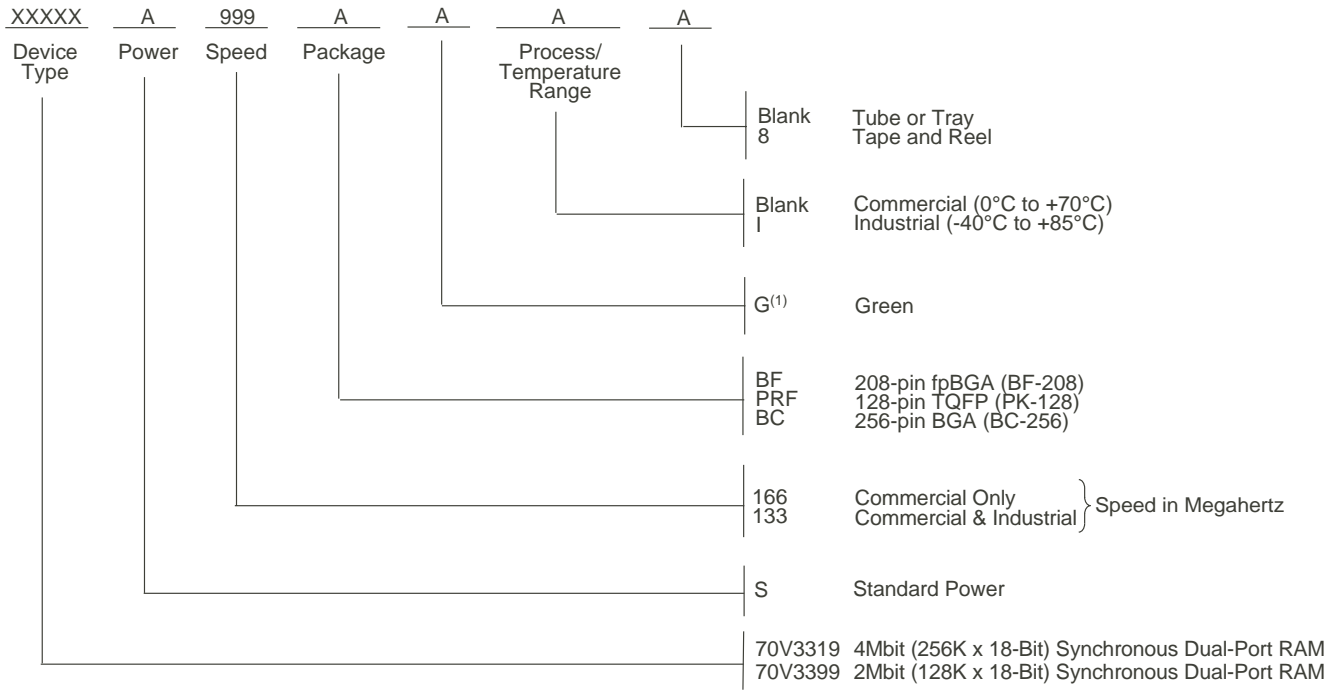 XXXXX A 999 A A A A
Device Type Power Speed Package Process/ Temperature Range
Blank Tube or Tray
8 Tape and Reel
Blank Commercial (0°C to +70°C)
I Industrial (-40°C to +85°C)
G(1) Green
BF 208-pin fpBGA (BF-208)
PRF 128-pin TQFP (PK-128)
BC 256-pin BGA (BC-256)
166 Commercial Only
133 Commercial & Industrial
Speed in Megahertz
S Standard Power
70V3319 4Mbit (256K x 18-Bit) Synchronous Dual-Port RAM
70V3399 2Mbit (128K x 18-Bit) Synchronous Dual-Port RAM